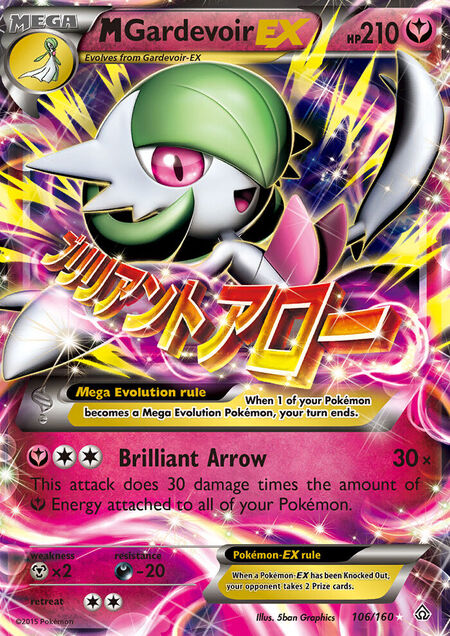 MEGA
M Gardevoir EX
HP210
Evolves from Gardevoir-EX
ブリリアントアロー
Mega Evolution rule
When 1 of your Pokémon
becomes a Mega Evolution Pokémon, your turn ends.
Brilliant Arrow 30×
This attack does 30 damage times the amount of
Energy attached to all of your Pokémon.
weakness resistance
×2 -20
Pokémon-EX rule
When a Pokémon-EX has been Knocked Out,
your opponent takes 2 Prize cards.
retreat
Illus. 5ban Graphics 106/160
©2015 Pokémon